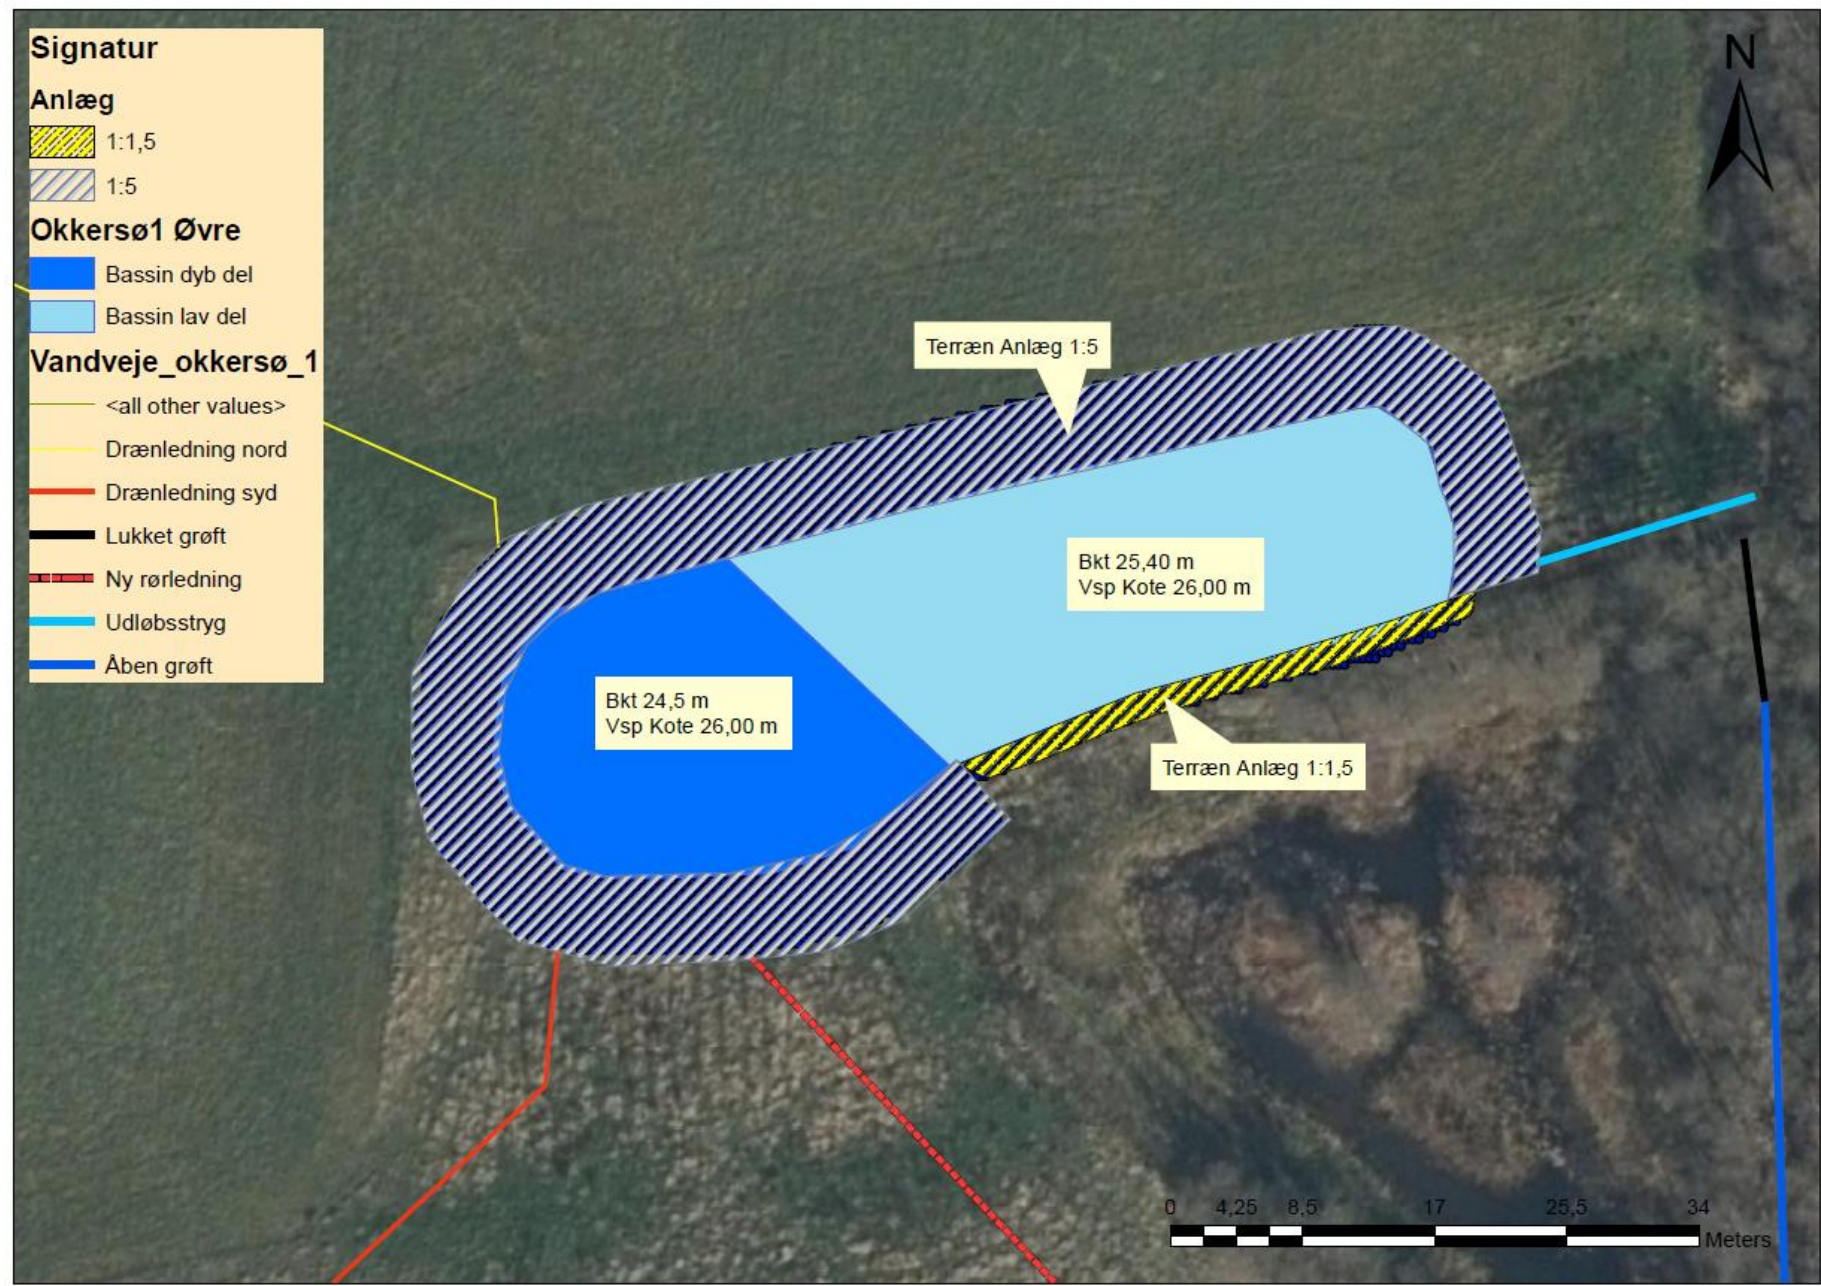 Signatur
Anlæg
1:1,5
1:5
Okkersø1 Øvre
Bassin dyb del
Bassin lav del
Vandveje_okkersø_1
<all other values>
Drænledning nord
Drænledning syd
Lukket grøft
Ny rørledning
Udløbsstryg
Åben grøft
N
Terræn Anlæg 1:5
Bkt 25,40 m
Vsp Kote 26,00 m
Bkt 24,5 m
Vsp Kote 26,00 m
Terræn Anlæg 1:1,5
0 4,25 8,5 17 25,5 34
Meters